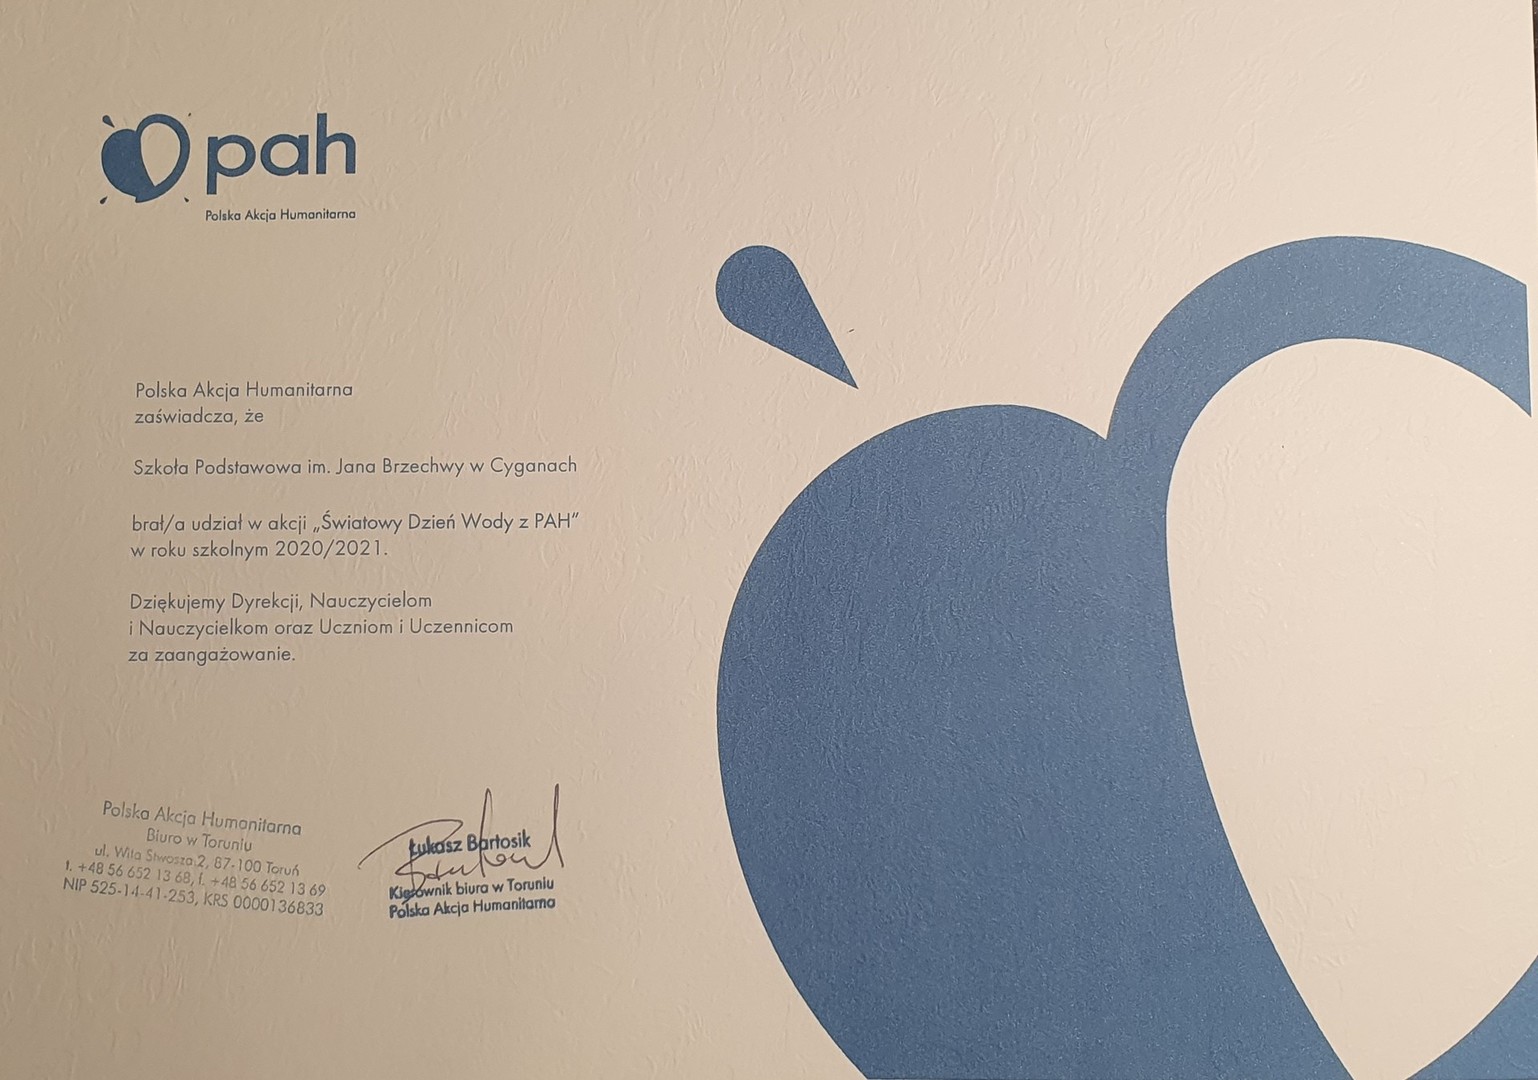 pah
Polska Akcja Humanitarna
Polska Akcja Humanitarna
zaświadcza, że
Szkoła Podstawowa im. Jana Brzechwy w Cyganach
brał/a udział w akcji „Światowy Dzień Wody z PAH”
w roku szkolnym 2020/2021.
Dziękujemy Dyrekcji, Nauczycielom
i Nauczycielkom oraz Uczniom i Uczennicom
za zaangażowanie.
Polska Akcja Humanitarna
Biuro w Toruniu
ul. Wita Stwosza 2, 87-100 Toruń
t. +48 56 652 13 68, f. +48 56 652 13 69
NIP 525-14-41-253, KRS 0000136833
Łukasz Bartosik
Kierownik biura w Toruniu
Polska Akcja Humanitarna